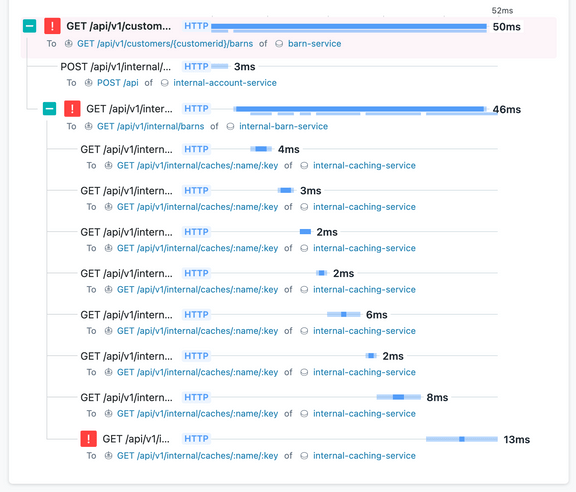 52ms
! GET /api/v1/custom... HTTP 50ms
To GET /api/v1/customers/{customerid}/barns of barn-service
POST /api/v1/internal/... HTTP 3ms
To POST /api of internal-account-service
! GET /api/v1/inter... HTTP 46ms
To GET /api/v1/internal/barns of internal-barn-service
GET /api/v1/intern... HTTP 4ms
To GET /api/v1/internal/caches/:name/:key of internal-caching-service
GET /api/v1/intern... HTTP 3ms
To GET /api/v1/internal/caches/:name/:key of internal-caching-service
GET /api/v1/intern... HTTP 2ms
To GET /api/v1/internal/caches/:name/:key of internal-caching-service
GET /api/v1/intern... HTTP 2ms
To GET /api/v1/internal/caches/:name/:key of internal-caching-service
GET /api/v1/intern... HTTP 6ms
To GET /api/v1/internal/caches/:name/:key of internal-caching-service
GET /api/v1/intern... HTTP 2ms
To GET /api/v1/internal/caches/:name/:key of internal-caching-service
GET /api/v1/intern... HTTP 8ms
To GET /api/v1/internal/caches/:name/:key of internal-caching-service
! GET /api/v1/i... HTTP 13ms
To GET /api/v1/internal/caches/:name/:key of internal-caching-service